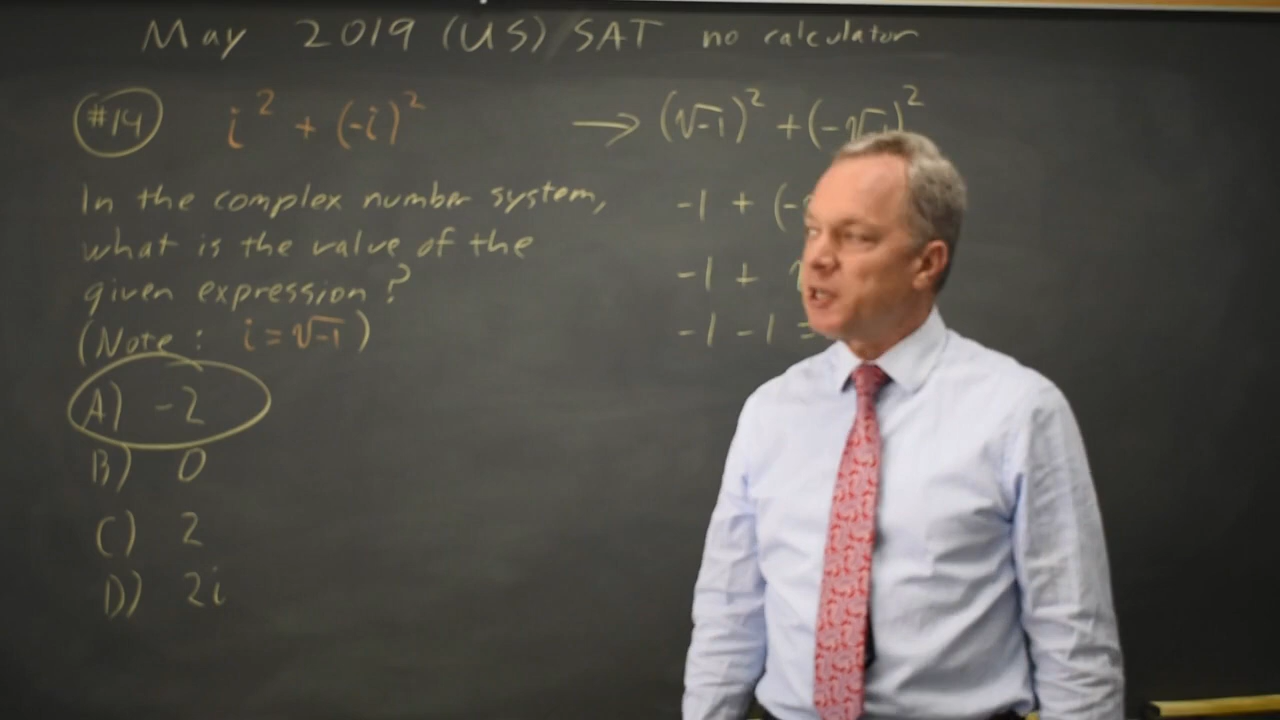 May 2019 (US) SAT no calculator
#14 i² + (-i)²
In the complex number system,
what is the value of the
given expression?
(Note: i = √-1)
A) -2
B) 0
C) 2
D) 2i
→ (√-1)² + (-√-1)²
-1 + (-
-1 +
-1 -1 =